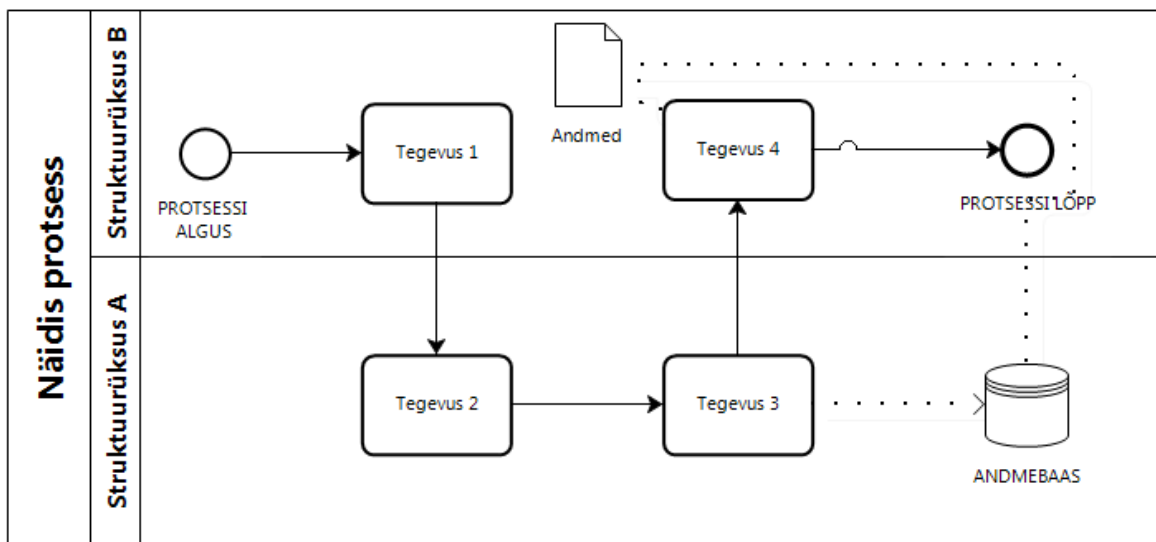 Näidis protsess
Struktuurüksus B
PROTSESSI
ALGUS
Tegevus 1
Andmed
Tegevus 4
PROTSESSI LÕPP
Struktuurüksus A
Tegevus 2
Tegevus 3
ANDMEBAAS